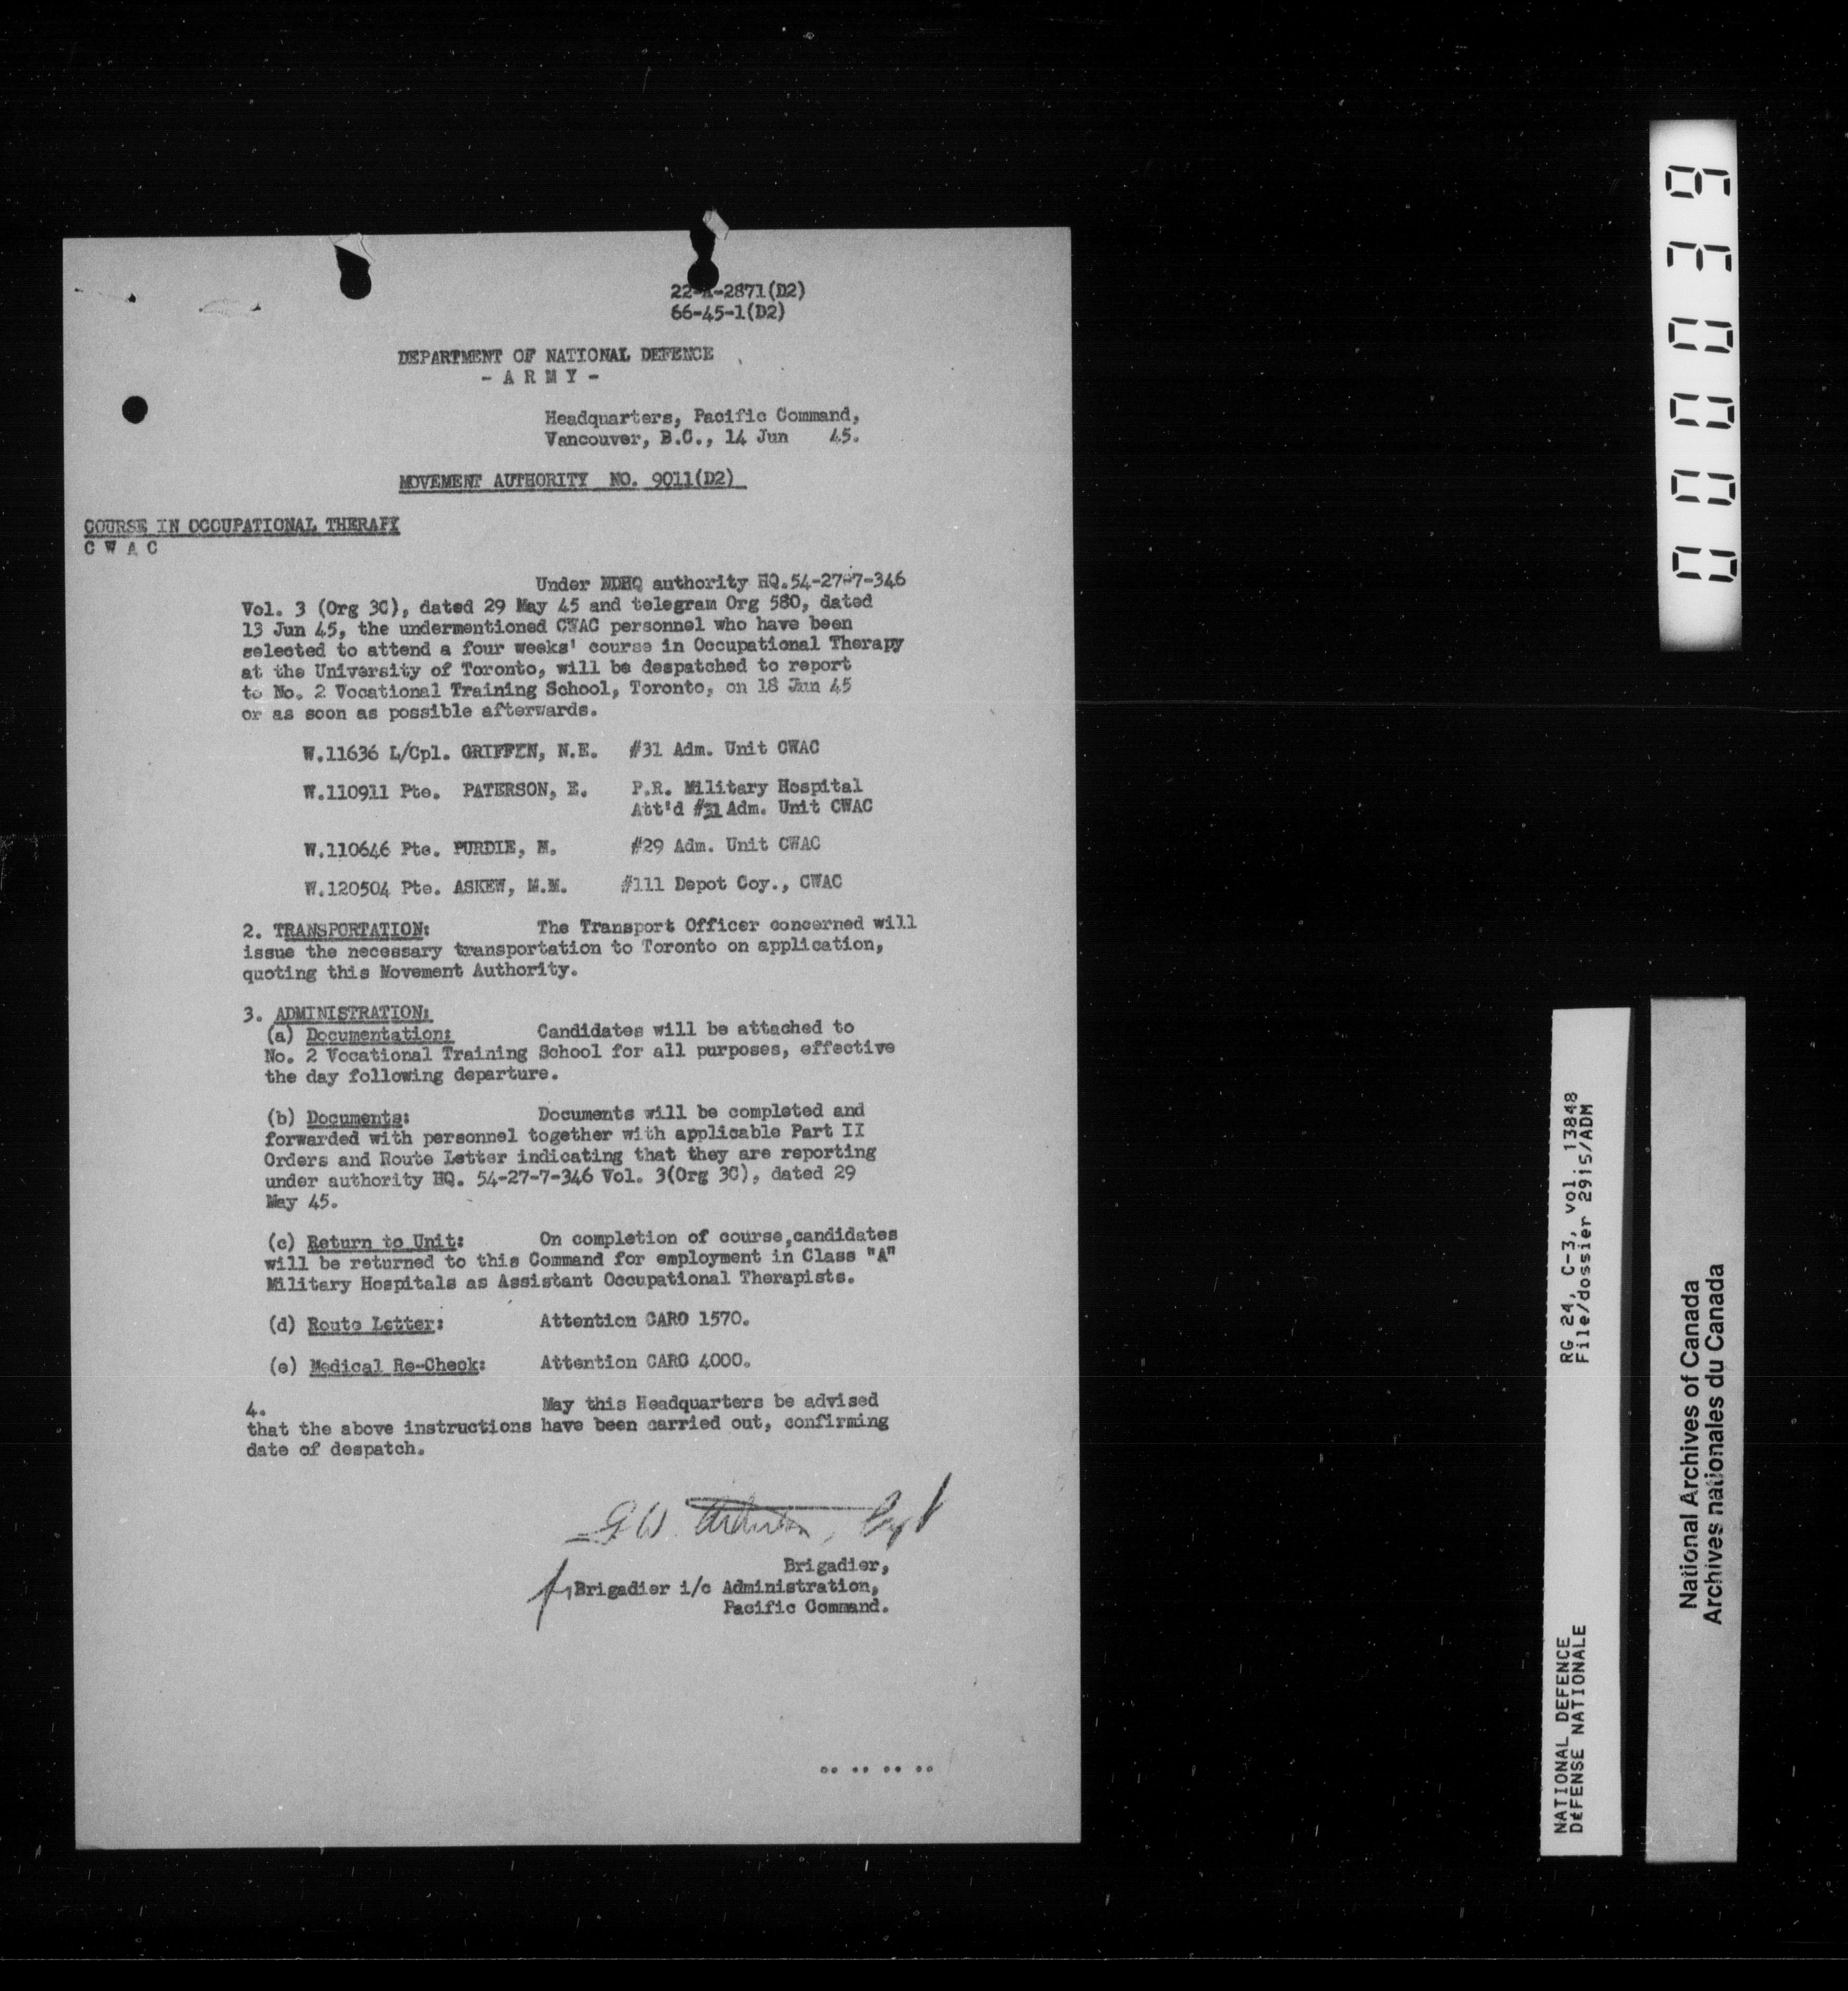 22-A-2871(D2)
66-45-1(D2)
DEPARTMENT OF NATIONAL DEFENCE
- A R M Y -
Headquarters, Pacific Command,
Vancouver, B.C., 14 Jun 45.
MOVEMENT AUTHORITY NO. 9011(D2)
COURSE IN OCCUPATIONAL THERAPY
C W A C
Under NDHQ authority HQ.54-27-7-346
Vol. 3 (Org 3C), dated 29 May 45 and telegram Org 580, dated
13 Jun 45, the undermentioned CWAC personnel who have been
selected to attend a four weeks' course in Occupational Therapy
at the University of Toronto, will be despatched to report
to No. 2 Vocational Training School, Toronto, on 18 Jun 45
or as soon as possible afterwards.
W.11636 L/Cpl. GRIFFEN, N.E. #31 Adm. Unit CWAC
W.110911 Pte. PATERSON, E. P.R. Military Hospital
Att'd #31 Adm. Unit CWAC
W.110646 Pte. PURDIE, M. #29 Adm. Unit CWAC
W.120504 Pte. ASKEW, M.M. #111 Depot Coy., CWAC
2. TRANSPORTATION: The Transport Officer concerned will
issue the necessary transportation to Toronto on application,
quoting this Movement Authority.
3. ADMINISTRATION:
(a) Documentation: Candidates will be attached to
No. 2 Vocational Training School for all purposes, effective
the day following departure.
(b) Documents: Documents will be completed and
forwarded with personnel together with applicable Part II
Orders and Route Letter indicating that they are reporting
under authority HQ. 54-27-7-346 Vol. 3(Org 3C), dated 29
May 45.
(c) Return to Unit: On completion of course,candidates
will be returned to this Command for employment in Class "A"
Military Hospitals as Assistant Occupational Therapists.
(d) Route Letter: Attention CARO 1570.
(e) Medical Re-Check: Attention CARO 4000.
4. May this Headquarters be advised
that the above instructions have been carried out, confirming
date of despatch.
G.W. Capt
Brigadier,
Brigadier i/c Administration,
Pacific Command.
.. .. .. ..
000039
RG 24, C-3, vol. 13848
File/dossier 2915/ADM
NATIONAL DEFENCE
DÉFENSE NATIONALE
National Archives of Canada
Archives nationales du Canada